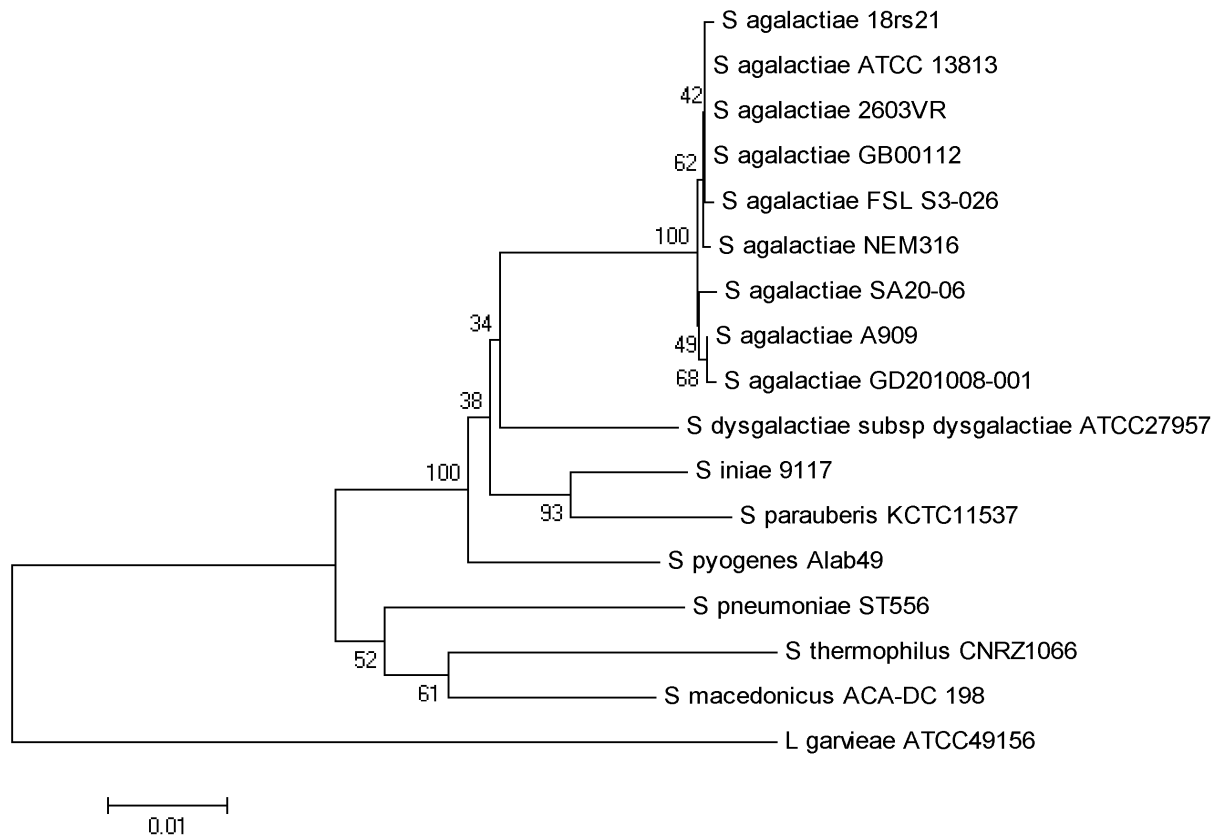 S agalactiae 18rs21
S agalactiae ATCC 13813
42
S agalactiae 2603VR
62
S agalactiae GB00112
S agalactiae FSL S3-026
100
S agalactiae NEM316
S agalactiae SA20-06
34
49
S agalactiae A909
68
S agalactiae GD201008-001
38
S dysgalactiae subsp dysgalactiae ATCC27957
100
S iniae 9117
93
S parauberis KCTC11537
S pyogenes Alab49
S pneumoniae ST556
52
S thermophilus CNRZ1066
61
S macedonicus ACA-DC 198
L garvieae ATCC49156
0.01